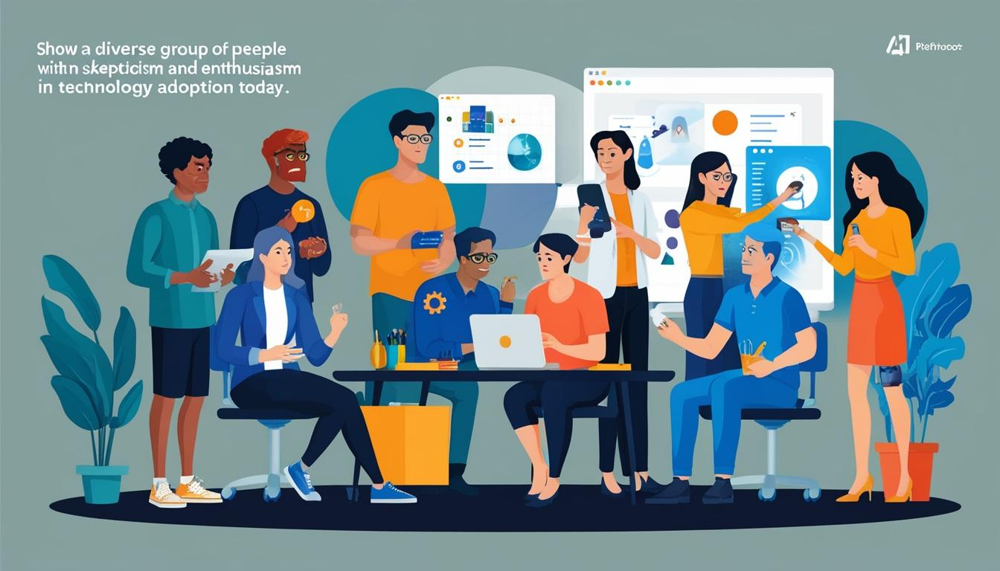 Show a diverse group of peeple
withn skepticism and enthusiasm
in technology adoption today.